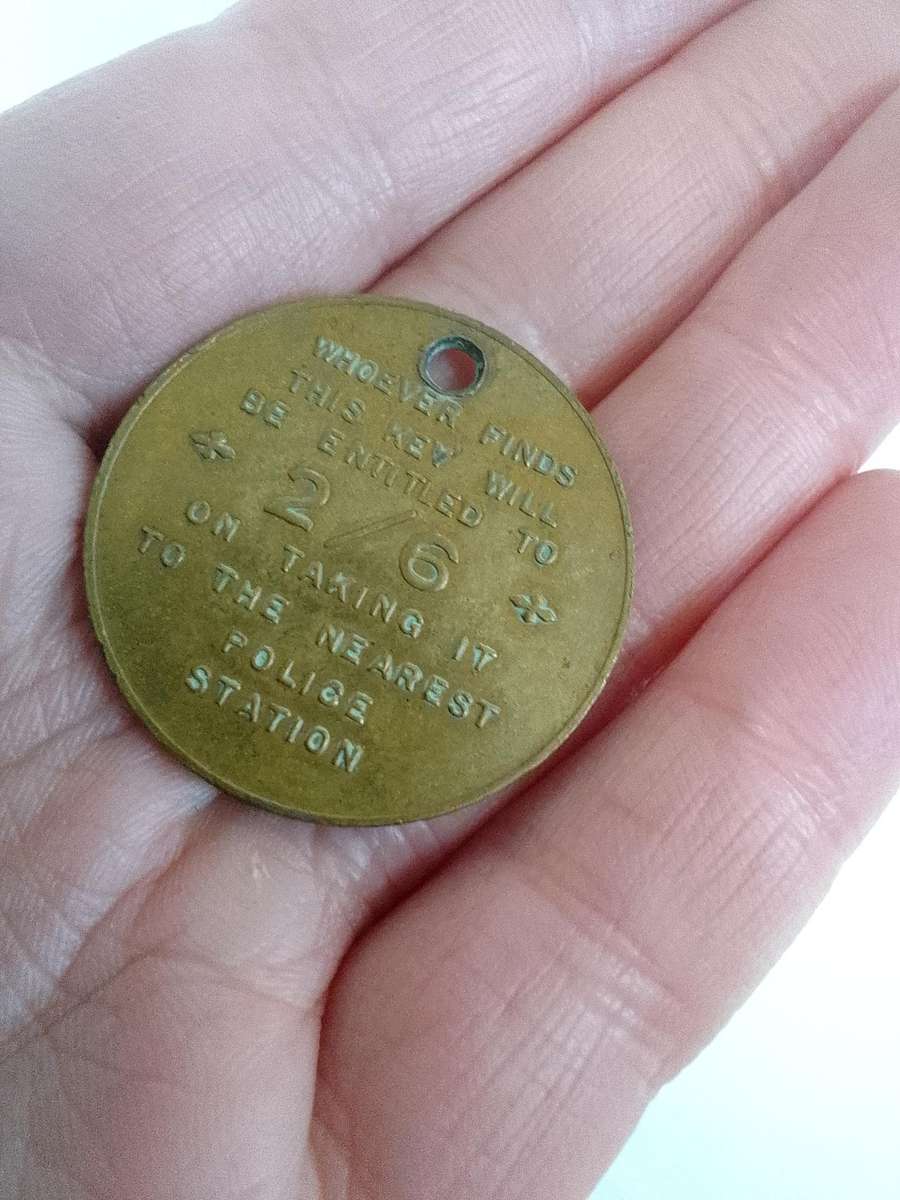 WHOEVER FINDS
THIS KEY WILL
BE ENTITLED TO
2/6
ON TAKING IT
TO THE NEAREST
POLICE
STATION